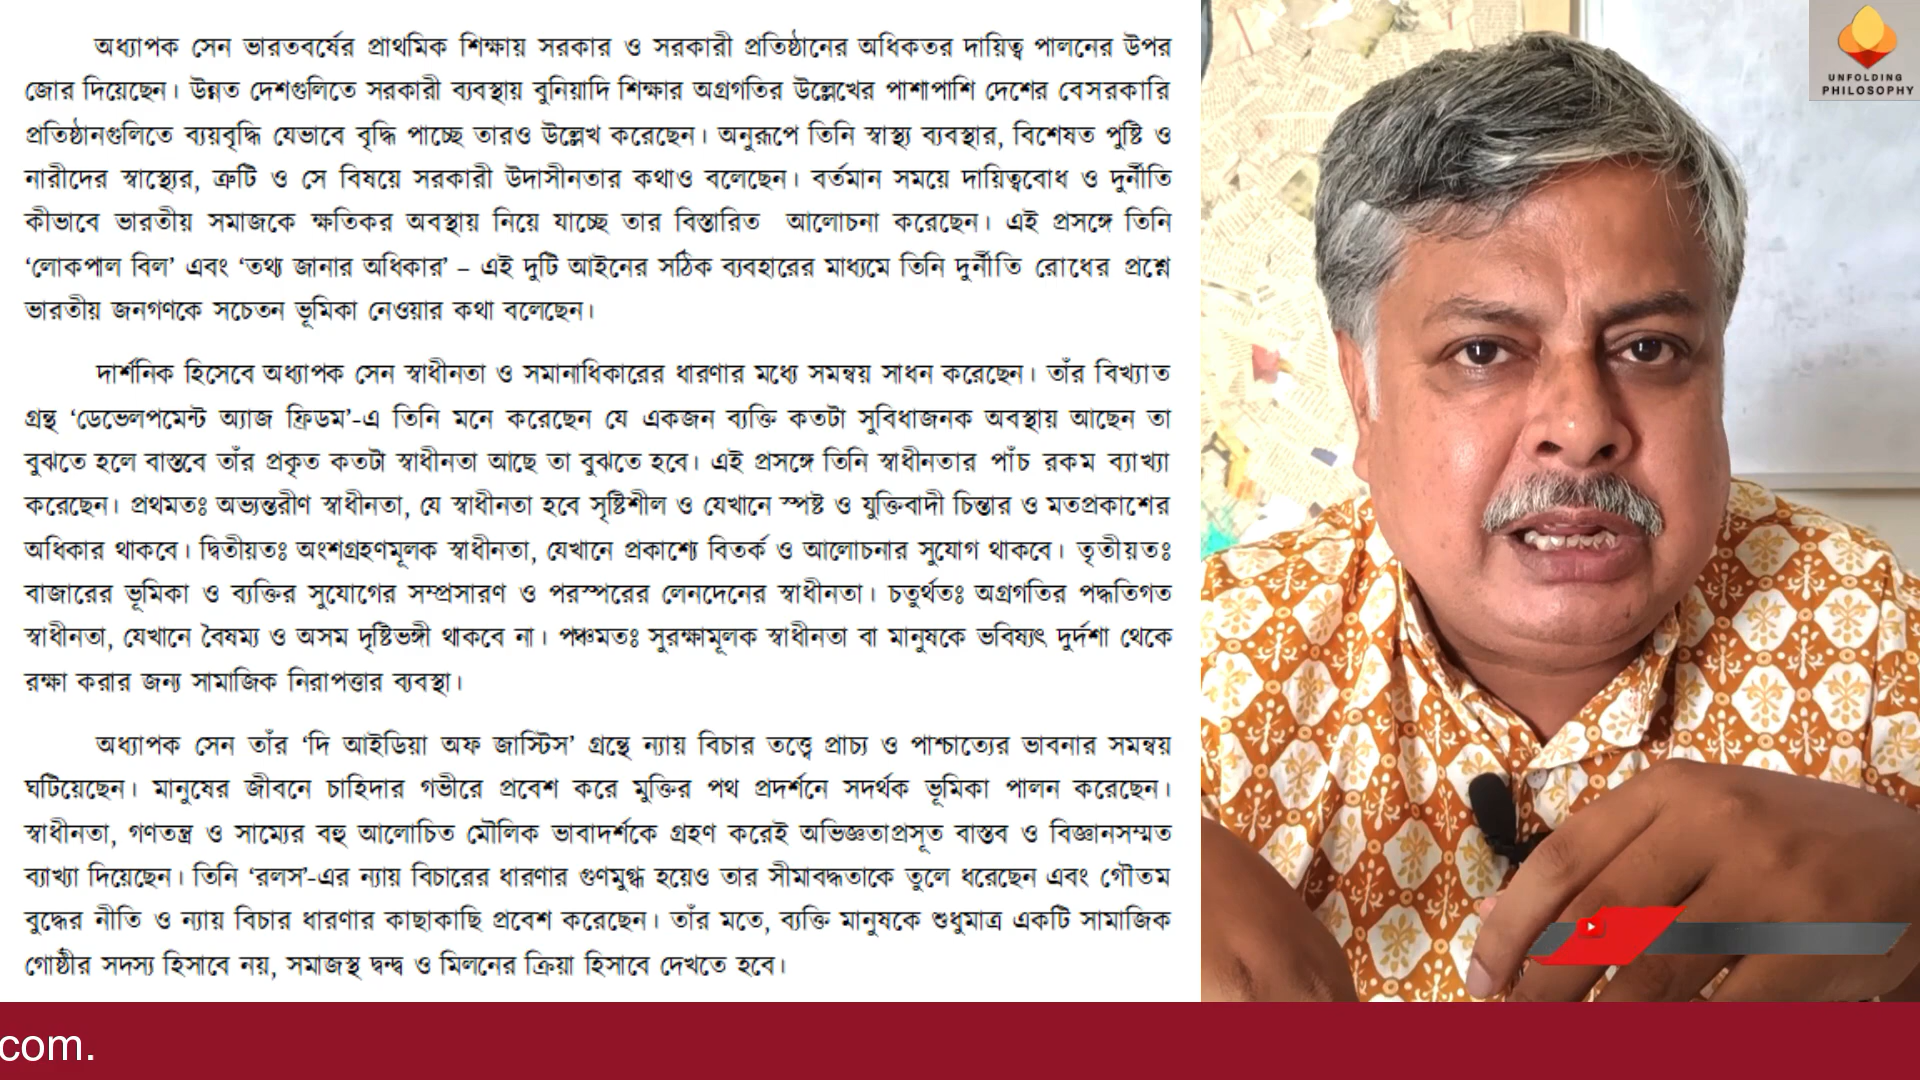 অধ্যাপক সেন ভারতবর্ষের প্রাথমিক শিক্ষায় সরকার ও সরকারী প্রতিষ্ঠানের অধিকতর দায়িত্ব পালনের উপর
জোর দিয়েছেন। উন্নত দেশগুলিতে সরকারী ব্যবস্থায় বুনিয়াদি শিক্ষার অগ্রগতির উল্লেখের পাশাপাশি দেশের বেসরকারি
প্রতিষ্ঠানগুলিতে ব্যয়বৃদ্ধি যেভাবে বৃদ্ধি পাচ্ছে তারও উল্লেখ করেছেন। অনুরূপে তিনি স্বাস্থ্য ব্যবস্থার, বিশেষত পুষ্টি ও
নারীদের স্বাস্থ্যের, ত্রুটি ও সে বিষয়ে সরকারী উদাসীনতার কথাও বলেছেন। বর্তমান সময়ে দায়িত্ববোধ ও দুর্নীতি
কীভাবে ভারতীয় সমাজকে ক্ষতিকর অবস্থায় নিয়ে যাচ্ছে তার বিস্তারিত আলোচনা করেছেন। এই প্রসঙ্গে তিনি
‘লোকপাল বিল’ এবং ‘তথ্য জানার অধিকার’ – এই দুটি আইনের সঠিক ব্যবহারের মাধ্যমে তিনি দুর্নীতি রোধের প্রশ্নে
ভারতীয় জনগণকে সচেতন ভূমিকা নেওয়ার কথা বলেছেন।
দার্শনিক হিসেবে অধ্যাপক সেন স্বাধীনতা ও সমানাধিকারের ধারণার মধ্যে সমন্বয় সাধন করেছেন। তাঁর বিখ্যাত
গ্রন্থ ‘ডেভেলপমেন্ট অ্যাজ ফ্রিডম’-এ তিনি মনে করেছেন যে একজন ব্যক্তি কতটা সুবিধাজনক অবস্থায় আছেন তা
বুঝতে হলে বাস্তবে তাঁর প্রকৃত কতটা স্বাধীনতা আছে তা বুঝতে হবে। এই প্রসঙ্গে তিনি স্বাধীনতার পাঁচ রকম ব্যাখ্যা
করেছেন। প্রথমতঃ অভ্যন্তরীণ স্বাধীনতা, যে স্বাধীনতা হবে সৃষ্টিশীল ও যেখানে স্পষ্ট ও যুক্তিবাদী চিন্তার ও মতপ্রকাশের
অধিকার থাকবে। দ্বিতীয়তঃ অংশগ্রহণমূলক স্বাধীনতা, যেখানে প্রকাশ্যে বিতর্ক ও আলোচনার সুযোগ থাকবে। তৃতীয়তঃ
বাজারের ভূমিকা ও ব্যক্তির সুযোগের সম্প্রসারণ ও পরস্পরের লেনদেনের স্বাধীনতা। চতুর্থতঃ অগ্রগতির পদ্ধতিগত
স্বাধীনতা, যেখানে বৈষম্য ও অসম দৃষ্টিভঙ্গী থাকবে না। পঞ্চমতঃ সুরক্ষামূলক স্বাধীনতা বা মানুষকে ভবিষ্যৎ দুর্দশা থেকে
রক্ষা করার জন্য সামাজিক নিরাপত্তার ব্যবস্থা।
অধ্যাপক সেন তাঁর ‘দি আইডিয়া অফ জাস্টিস’ গ্রন্থে ন্যায় বিচার তত্ত্বে প্রাচ্য ও পাশ্চাত্যের ভাবনার সমন্বয়
ঘটিয়েছেন। মানুষের জীবনে চাহিদার গভীরে প্রবেশ করে মুক্তির পথ প্রদর্শনে সদর্থক ভূমিকা পালন করেছেন।
স্বাধীনতা, গণতন্ত্র ও সাম্যের বহু আলোচিত মৌলিক ভাবাদর্শকে গ্রহণ করেই অভিজ্ঞতাপ্রসূত বাস্তব ও বিজ্ঞানসম্মত
ব্যাখ্যা দিয়েছেন। তিনি ‘রলস’-এর ন্যায় বিচারের ধারণার গুণমুগ্ধ হয়েও তার সীমাবদ্ধতাকে তুলে ধরেছেন এবং গৌতম
বুদ্ধের নীতি ও ন্যায় বিচার ধারণার কাছাকাছি প্রবেশ করেছেন। তাঁর মতে, ব্যক্তি মানুষকে শুধুমাত্র একটি সামাজিক
গোষ্ঠীর সদস্য হিসাবে নয়, সমাজস্থ দ্বন্দ্ব ও মিলনের ক্রিয়া হিসাবে দেখতে হবে।
UNFOLDING
PHILOSOPHY
com.